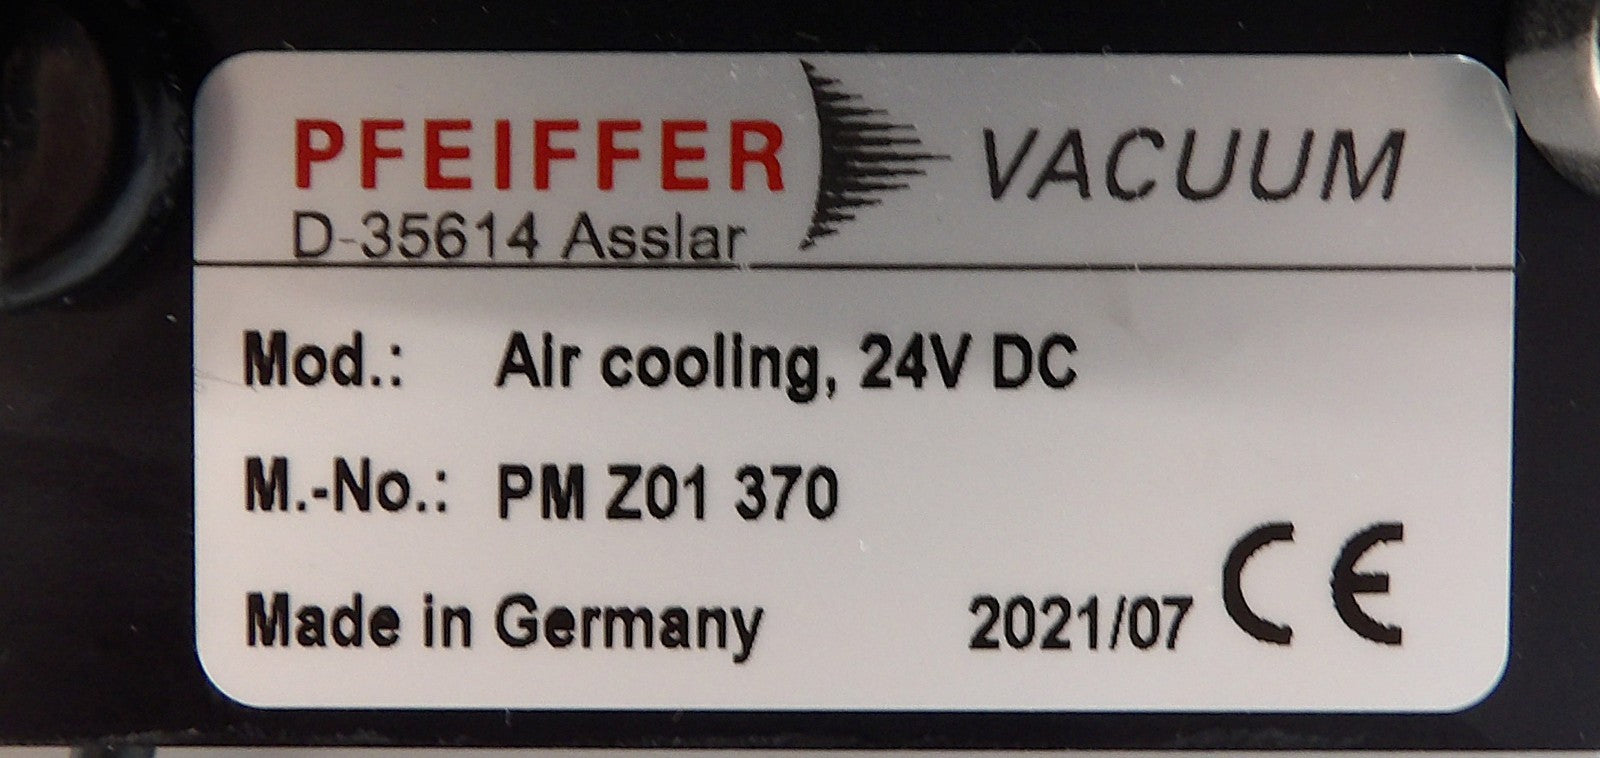 PFEIFFER VACUUM
D-35614 Asslar
Mod.: Air cooling, 24V DC
M.-No.: PM Z01 370
Made in Germany 2021/07 CE